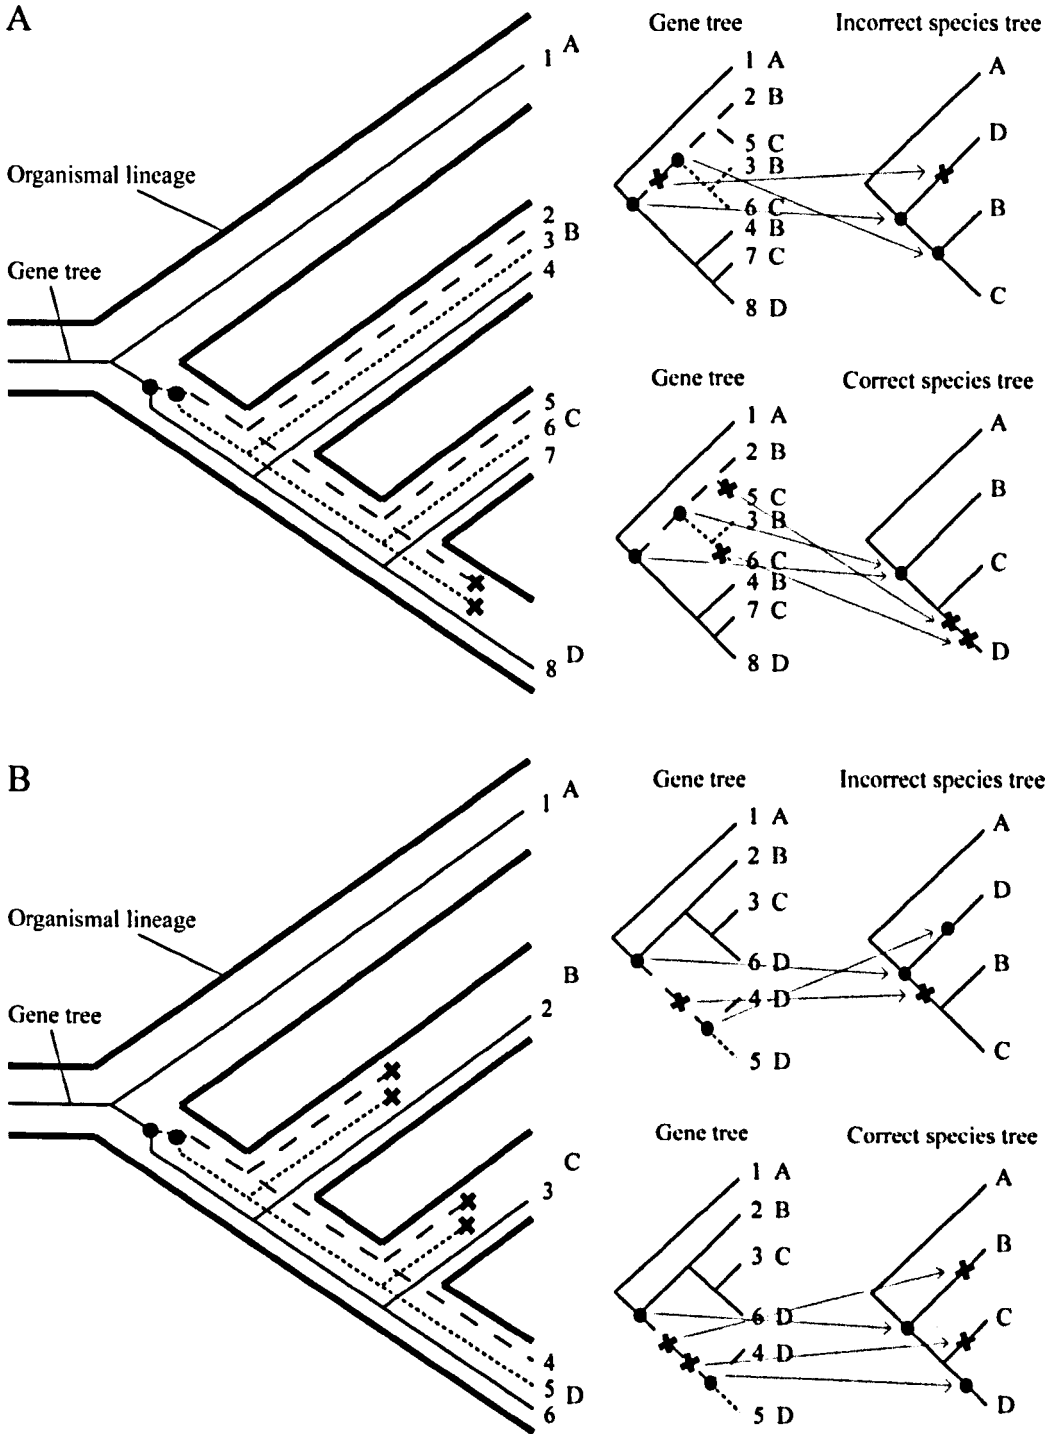 A
Organismal lineage
Gene tree
1 A
2
3 B
4
5
6 C
7
8 D
Gene tree
1 A
2 B
5 C
3 B
6 C
4 B
7 C
8 D
Incorrect species tree
A
D
B
C
Gene tree
1 A
2 B
5 C
3 B
6 C
4 B
7 C
8 D
Correct species tree
A
B
C
D
B
Organismal lineage
Gene tree
1 A
B
2
C
3
4
5 D
6
Gene tree
1 A
2 B
3 C
6 D
4 D
5 D
Incorrect species tree
A
D
B
C
Gene tree
1 A
2 B
3 C
6 D
4 D
5 D
Correct species tree
A
B
C
D